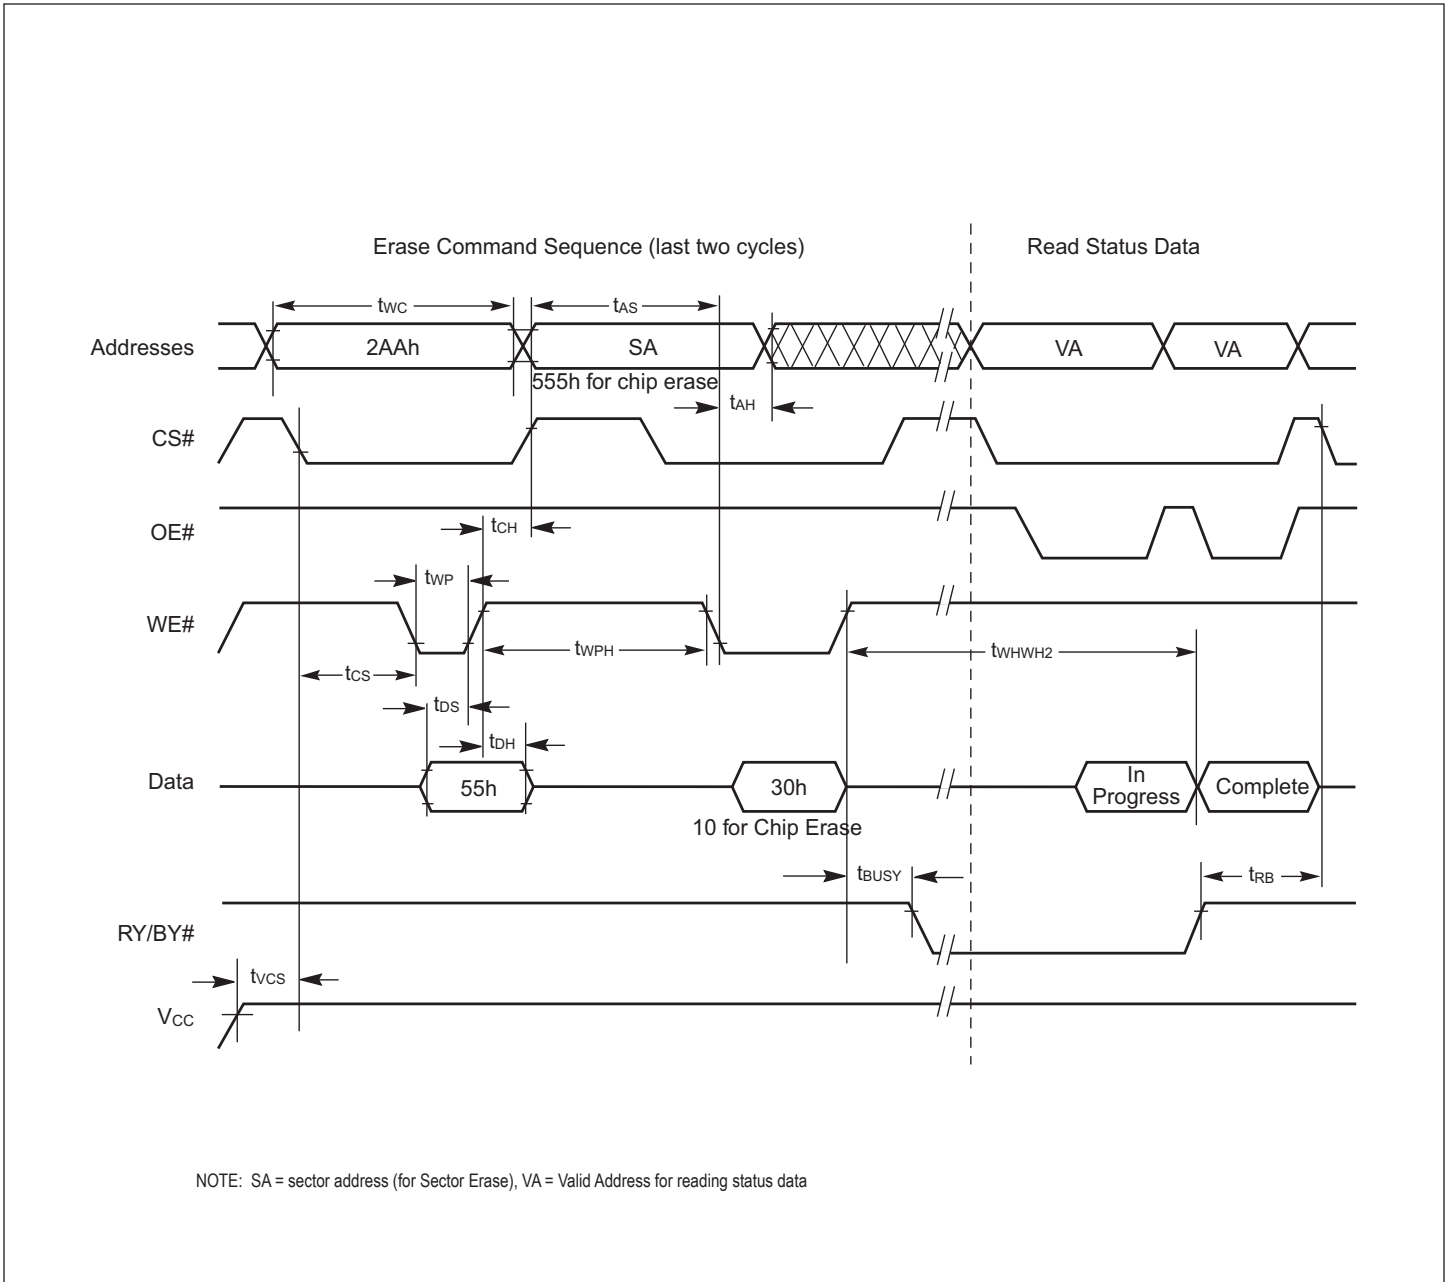 Erase Command Sequence (last two cycles) Read Status Data
tWC tAS
Addresses 2AAh SA VA VA
555h for chip erase
tAH
CS#
tCH
OE#
tWP
WE#
tWPH tWHWH2
tCS
tDS
tDH
Data 55h 30h In Progress Complete
10 for Chip Erase
tBUSY tRB
RY/BY#
tVCS
VCC
NOTE: SA = sector address (for Sector Erase), VA = Valid Address for reading status data